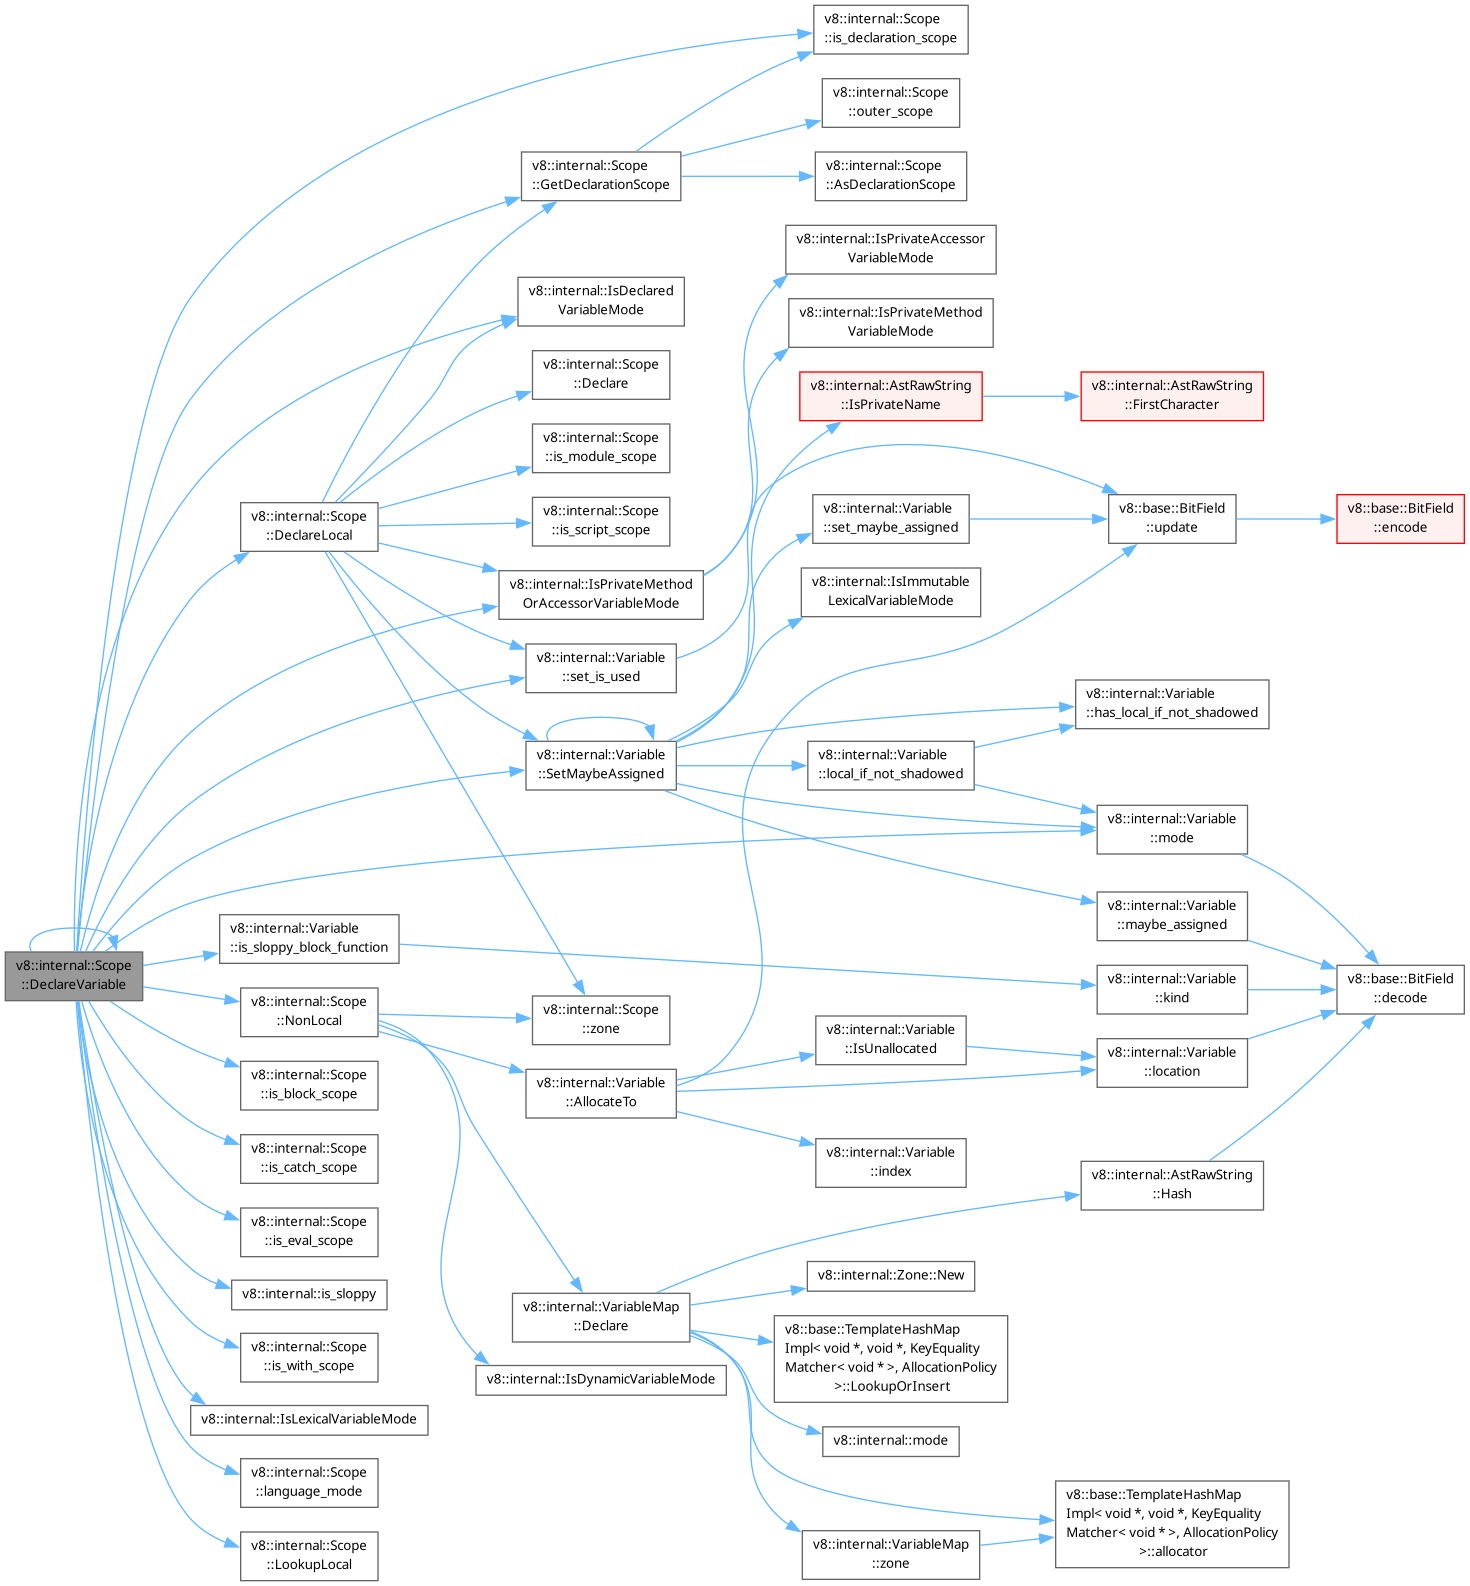 v8::internal::Scope
::DeclareVariable
v8::internal::Scope
::DeclareLocal
v8::internal::Variable
::is_sloppy_block_function
v8::internal::Scope
::NonLocal
v8::internal::Scope
::is_block_scope
v8::internal::Scope
::is_catch_scope
v8::internal::Scope
::is_eval_scope
v8::internal::is_sloppy
v8::internal::Scope
::is_with_scope
v8::internal::IsLexicalVariableMode
v8::internal::Scope
::language_mode
v8::internal::Scope
::LookupLocal
v8::internal::Scope
::GetDeclarationScope
v8::internal::IsDeclared
VariableMode
v8::internal::Scope
::Declare
v8::internal::Scope
::is_module_scope
v8::internal::Scope
::is_script_scope
v8::internal::IsPrivateMethod
OrAccessorVariableMode
v8::internal::Variable
::set_is_used
v8::internal::Variable
::SetMaybeAssigned
v8::internal::Scope
::zone
v8::internal::Variable
::AllocateTo
v8::internal::VariableMap
::Declare
v8::internal::IsDynamicVariableMode
v8::internal::Scope
::is_declaration_scope
v8::internal::Scope
::outer_scope
v8::internal::Scope
::AsDeclarationScope
v8::internal::IsPrivateAccessor
VariableMode
v8::internal::IsPrivateMethod
VariableMode
v8::internal::AstRawString
::IsPrivateName
v8::internal::Variable
::set_maybe_assigned
v8::internal::IsImmutable
LexicalVariableMode
v8::internal::Variable
::local_if_not_shadowed
v8::internal::Variable
::IsUnallocated
v8::internal::Variable
::index
v8::internal::Zone::New
v8::base::TemplateHashMap
Impl< void *, void *, KeyEquality
Matcher< void * >, AllocationPolicy
>::LookupOrInsert
v8::internal::mode
v8::internal::VariableMap
::zone
v8::internal::AstRawString
::FirstCharacter
v8::base::BitField
::update
v8::internal::Variable
::has_local_if_not_shadowed
v8::internal::Variable
::mode
v8::internal::Variable
::maybe_assigned
v8::internal::Variable
::kind
v8::internal::Variable
::location
v8::internal::AstRawString
::Hash
v8::base::TemplateHashMap
Impl< void *, void *, KeyEquality
Matcher< void * >, AllocationPolicy
>::allocator
v8::base::BitField
::encode
v8::base::BitField
::decode